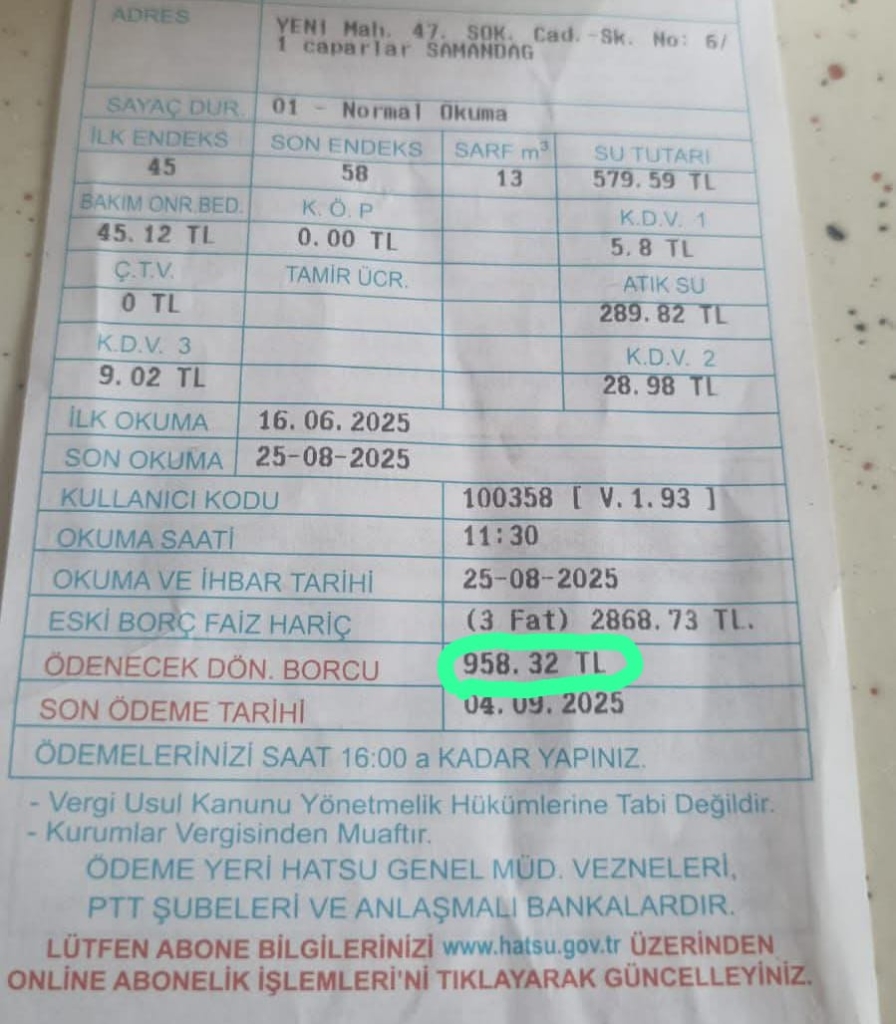 ADRES
YENI Mah. 47. SOK. Cad.-Sk. No: 6/
1 caparlar SAMANDAG
SAYAÇ DUR. 01 - Normal Okuma
İLK ENDEKS SON ENDEKS SARF m³ SU TUTARI
45 58 13 579.59 TL
BAKIM ONR.BED. K. Ö. P K.D.V. 1
45.12 TL 0.00 TL 5.8 TL
Ç.T.V. TAMİR ÜCR. ATIK SU
0 TL 289.82 TL
K.D.V. 3 K.D.V. 2
9.02 TL 28.98 TL
İLK OKUMA 16.06.2025
SON OKUMA 25-08-2025
KULLANICI KODU 100358 [ V.1.93 ]
OKUMA SAATİ 11:30
OKUMA VE İHBAR TARİHİ 25-08-2025
ESKİ BORÇ FAİZ HARİÇ (3 Fat) 2868.73 TL.
ÖDENECEK DÖN. BORCU 958.32 TL
SON ÖDEME TARİHİ 04.09.2025
ÖDEMELERİNİZİ SAAT 16:00 a KADAR YAPINIZ.
- Vergi Usul Kanunu Yönetmelik Hükümlerine Tabi Değildir.
- Kurumlar Vergisinden Muaftır.
ÖDEME YERİ HATSU GENEL MÜD. VEZNELERİ,
PTT ŞUBELERİ VE ANLAŞMALI BANKALARDIR.
LÜTFEN ABONE BİLGİLERİNİZİ www.hatsu.gov.tr ÜZERİNDEN
ONLİNE ABONELİK İŞLEMLERİ'Nİ TIKLAYARAK GÜNCELLEYİNİZ.